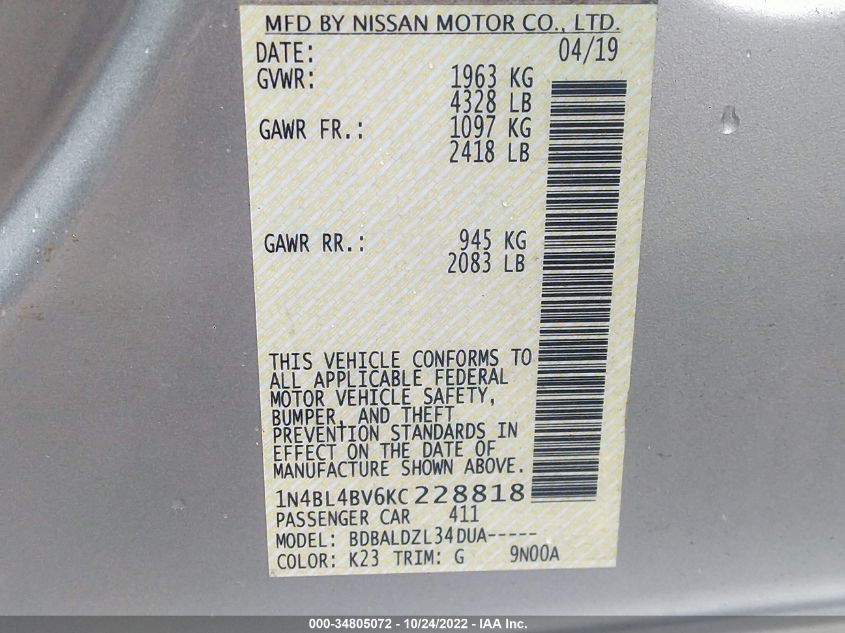 MFD BY NISSAN MOTOR CO., LTD.
DATE: 04/19
GVWR: 1963 KG
4328 LB
GAWR FR.: 1097 KG
2418 LB
GAWR RR.: 945 KG
2083 LB
THIS VEHICLE CONFORMS TO
ALL APPLICABLE FEDERAL
MOTOR VEHICLE SAFETY,
BUMPER, AND THEFT
PREVENTION STANDARDS IN
EFFECT ON THE DATE OF
MANUFACTURE SHOWN ABOVE.
1N4BL4BV6KC228818
PASSENGER CAR 411
MODEL: BDBALDZL34DUA-----
COLOR: K23 TRIM: G 9N00A
000-34805072 - 10/24/2022 - IAA Inc.